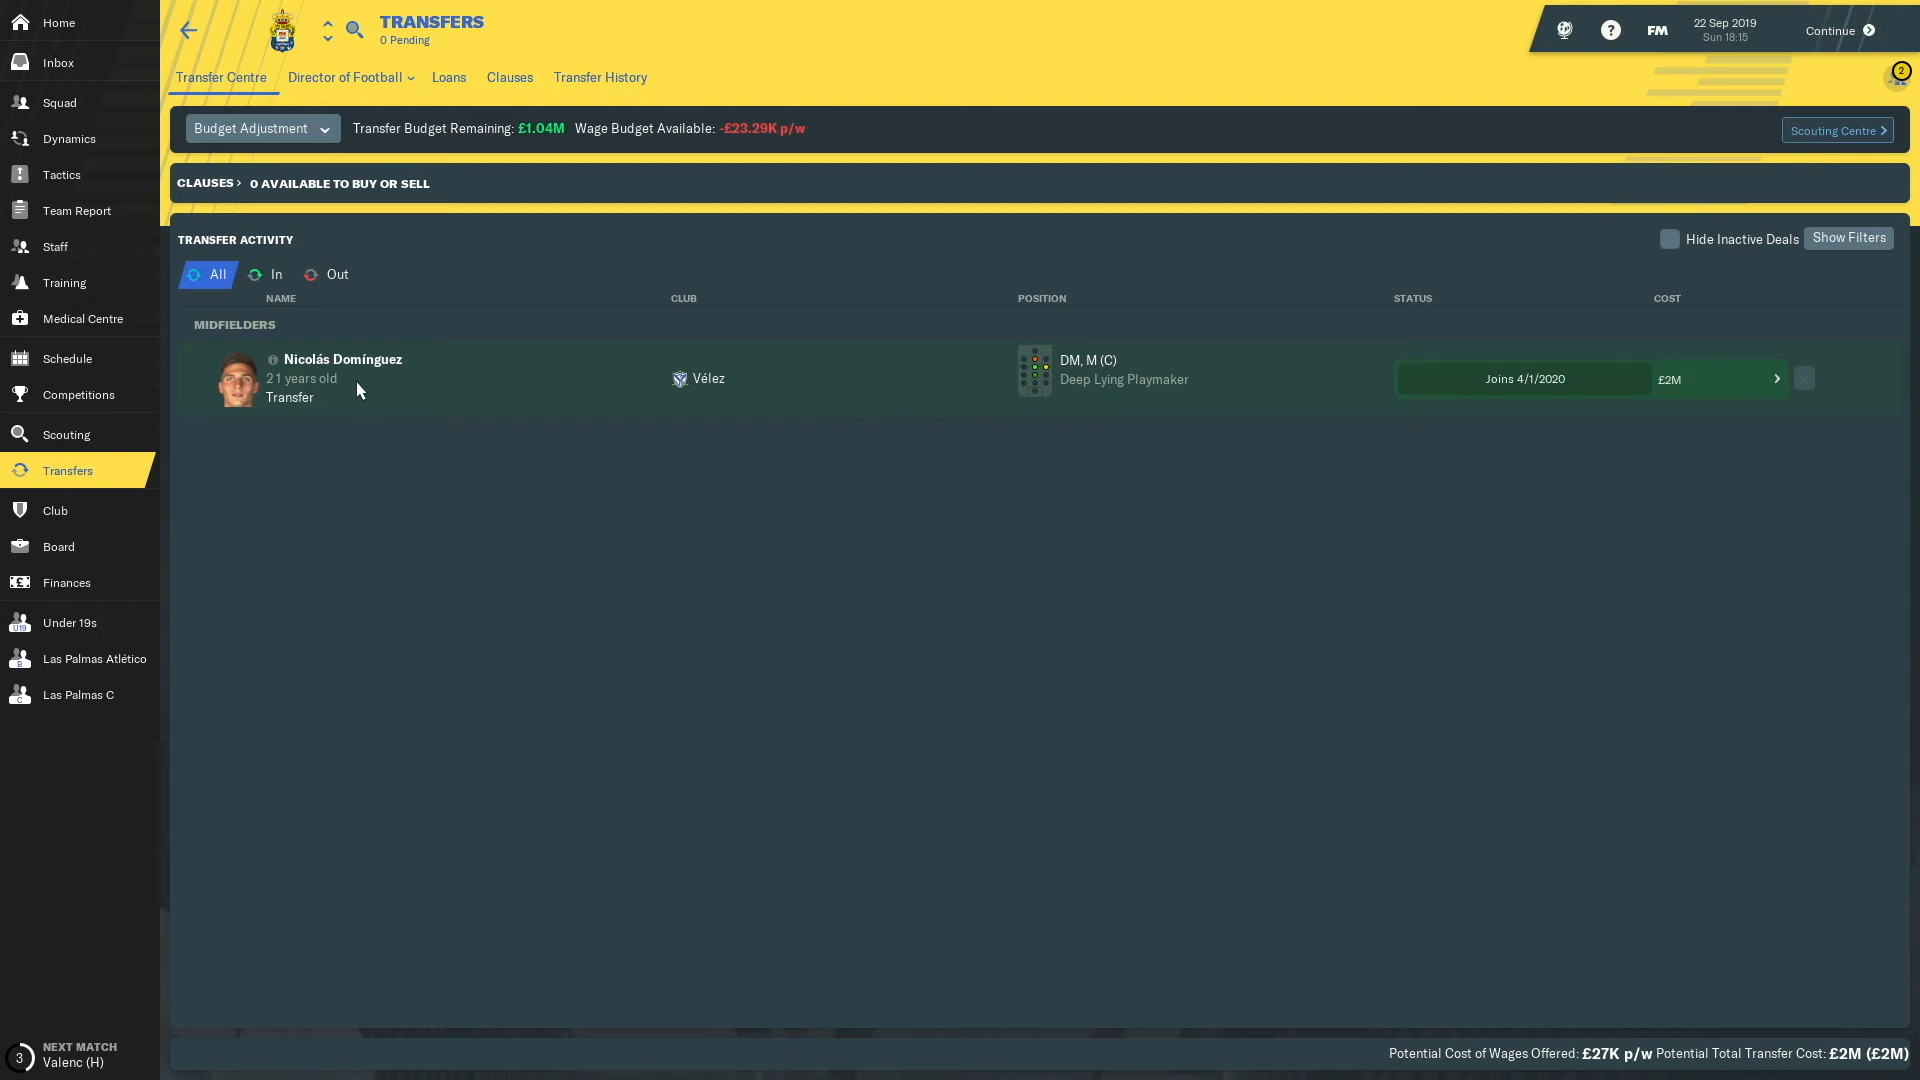 Home
Inbox
Squad
Dynamics
Tactics
Team Report
Staff
Training
Medical Centre
Schedule
Competitions
Scouting
Transfers
Club
Board
Finances
U19
Under 19s
B
Las Palmas Atlético
C
Las Palmas C
3
NEXT MATCH
Valenc (H)
TRANSFERS
0 Pending
FM
22 Sep 2019
Sun 18:15
Continue
2
Transfer Centre Director of Football Loans Clauses Transfer History
Budget Adjustment Transfer Budget Remaining: £1.04M Wage Budget Available: -£23.29K p/w Scouting Centre
CLAUSES 0 AVAILABLE TO BUY OR SELL
TRANSFER ACTIVITY
Hide Inactive Deals Show Filters
All In Out
NAME CLUB POSITION STATUS COST
MIDFIELDERS
Nicolás Domínguez
21 years old
Transfer
Vélez
DM, M (C)
Deep Lying Playmaker
Joins 4/1/2020 £2M
Potential Cost of Wages Offered: £27K p/w Potential Total Transfer Cost: £2M (£2M)